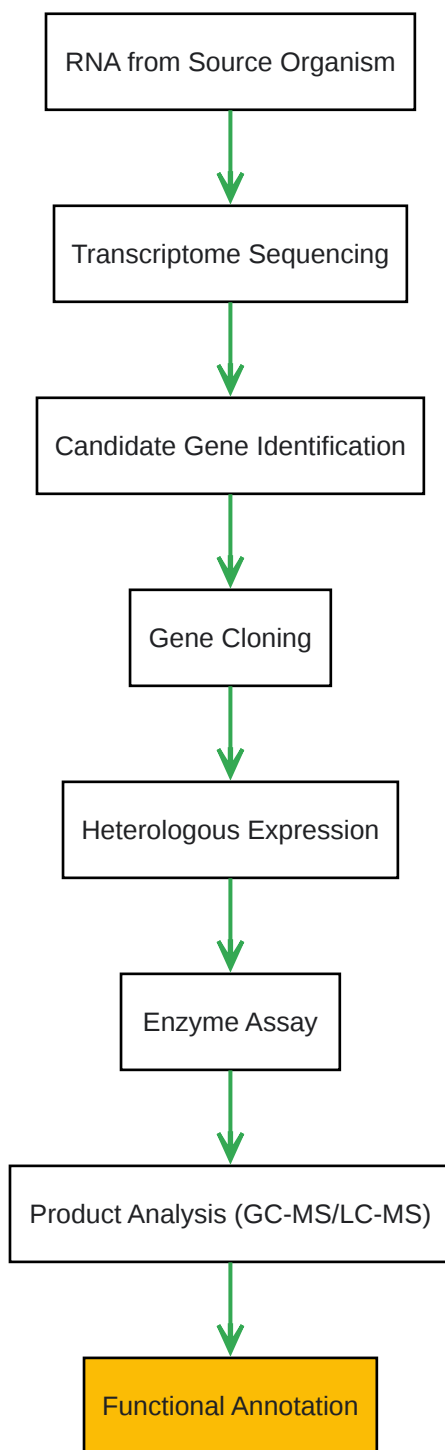 RNA from Source Organism
Transcriptome Sequencing
Candidate Gene Identification
Gene Cloning
Heterologous Expression
Enzyme Assay
Product Analysis (GC-MS/LC-MS)
Functional Annotation